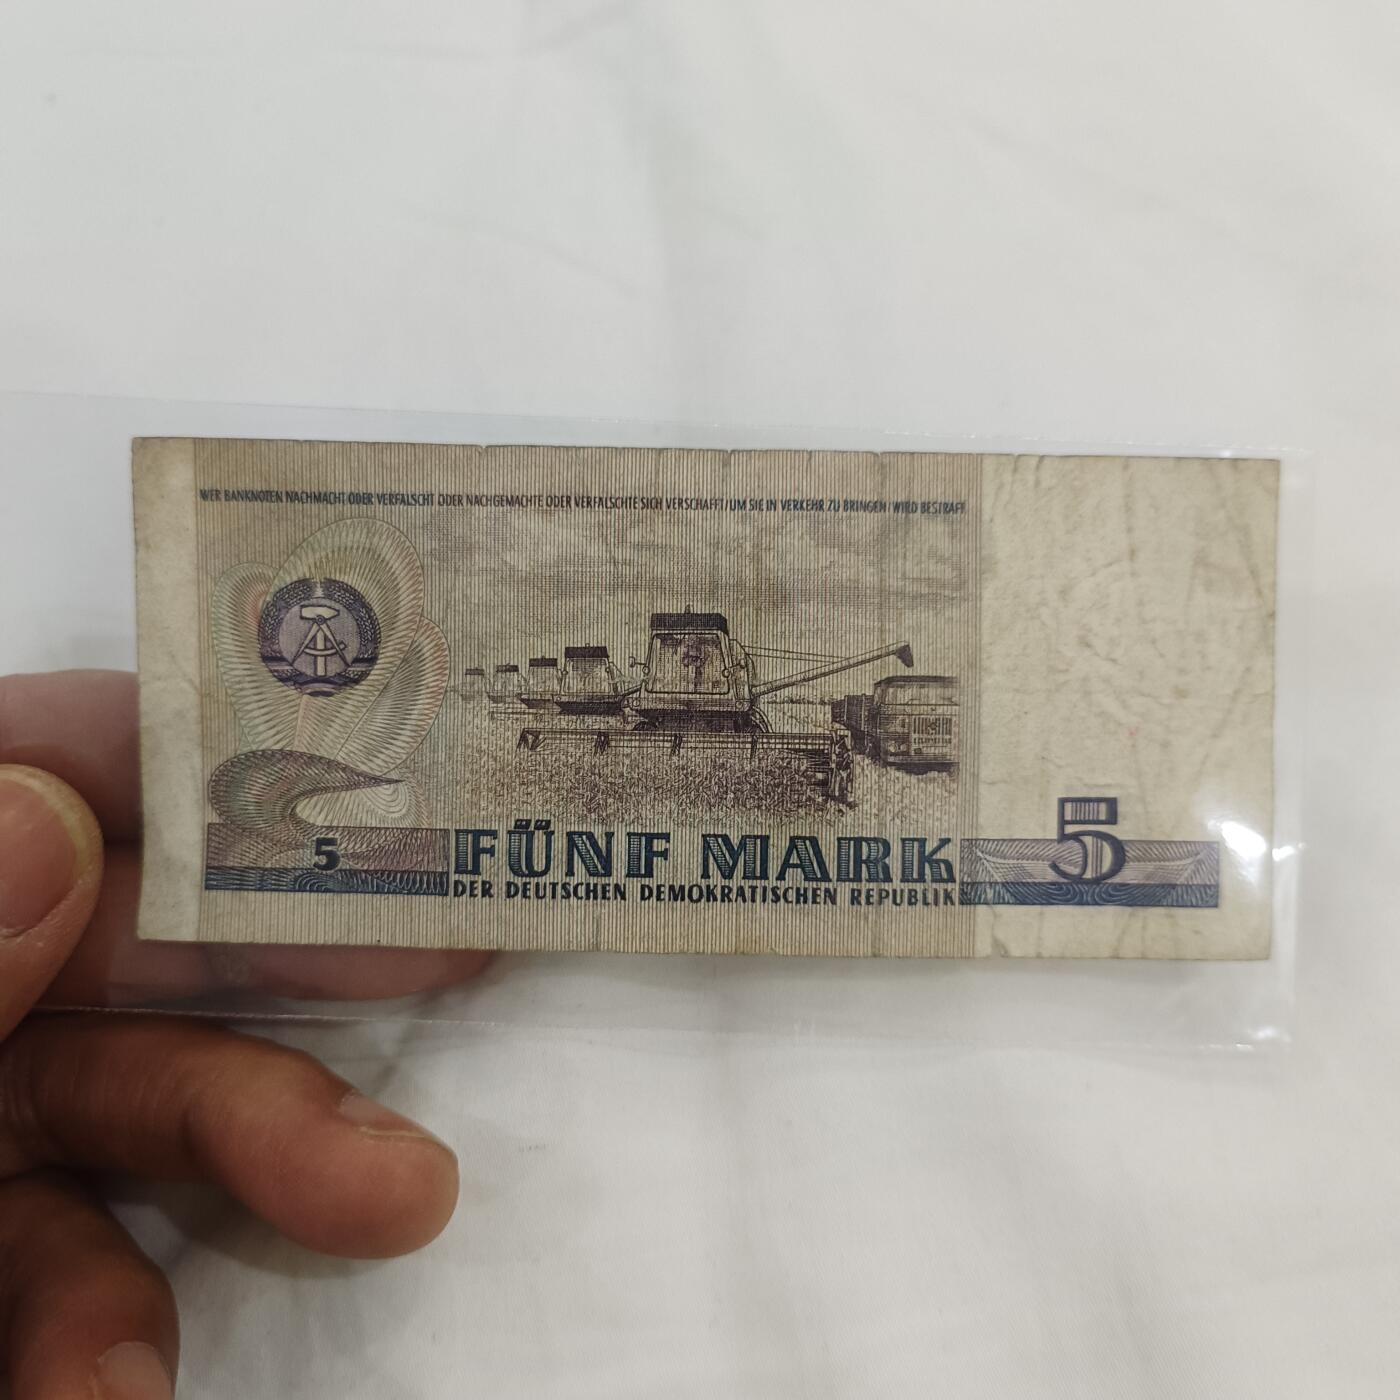 WER BANKNOTEN NACHMACHT ODER VERFÄLSCHT ODER NACHGEMACHTE ODER VERFÄLSCHTE SICH VERSCHAFFT/UM SIE IN VERKEHR ZU BRINGEN/WIRD BESTRAFT
5
FÜNF MARK
5
DER DEUTSCHEN DEMOKRATISCHEN REPUBLIK